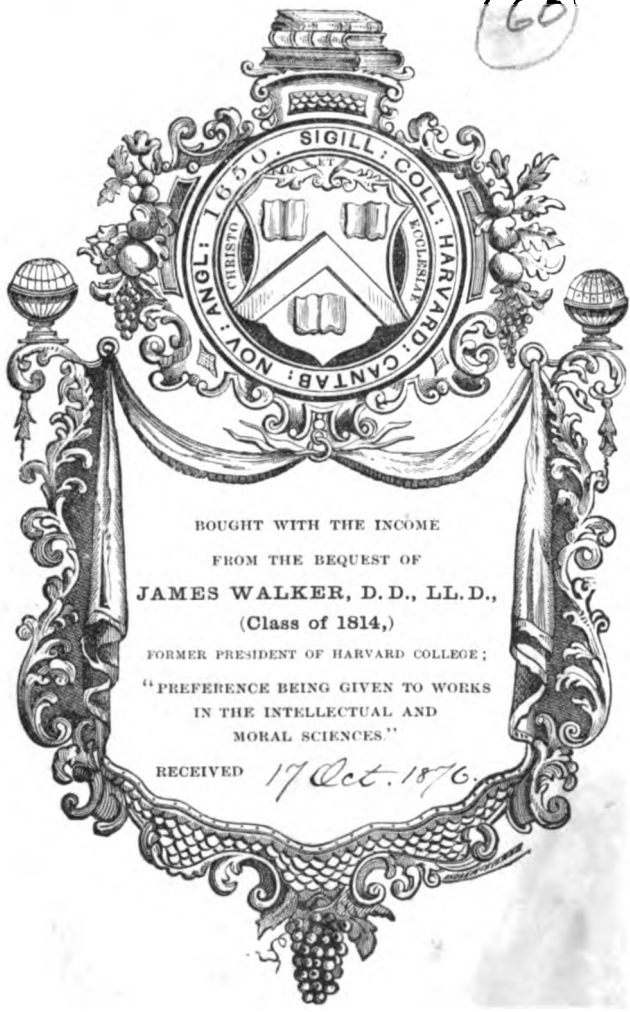 60
SIGILL: COLL: HARVARD: CANTAB: NOV: ANGL: 1650.
CHRISTO
ET
ECCLESIAE
BOUGHT WITH THE INCOME
FROM THE BEQUEST OF
JAMES WALKER, D.D., LL.D.,
(Class of 1814,)
FORMER PRESIDENT OF HARVARD COLLEGE;
"PREFERENCE BEING GIVEN TO WORKS
IN THE INTELLECTUAL AND
MORAL SCIENCES."
RECEIVED 17 Oct. 1876.